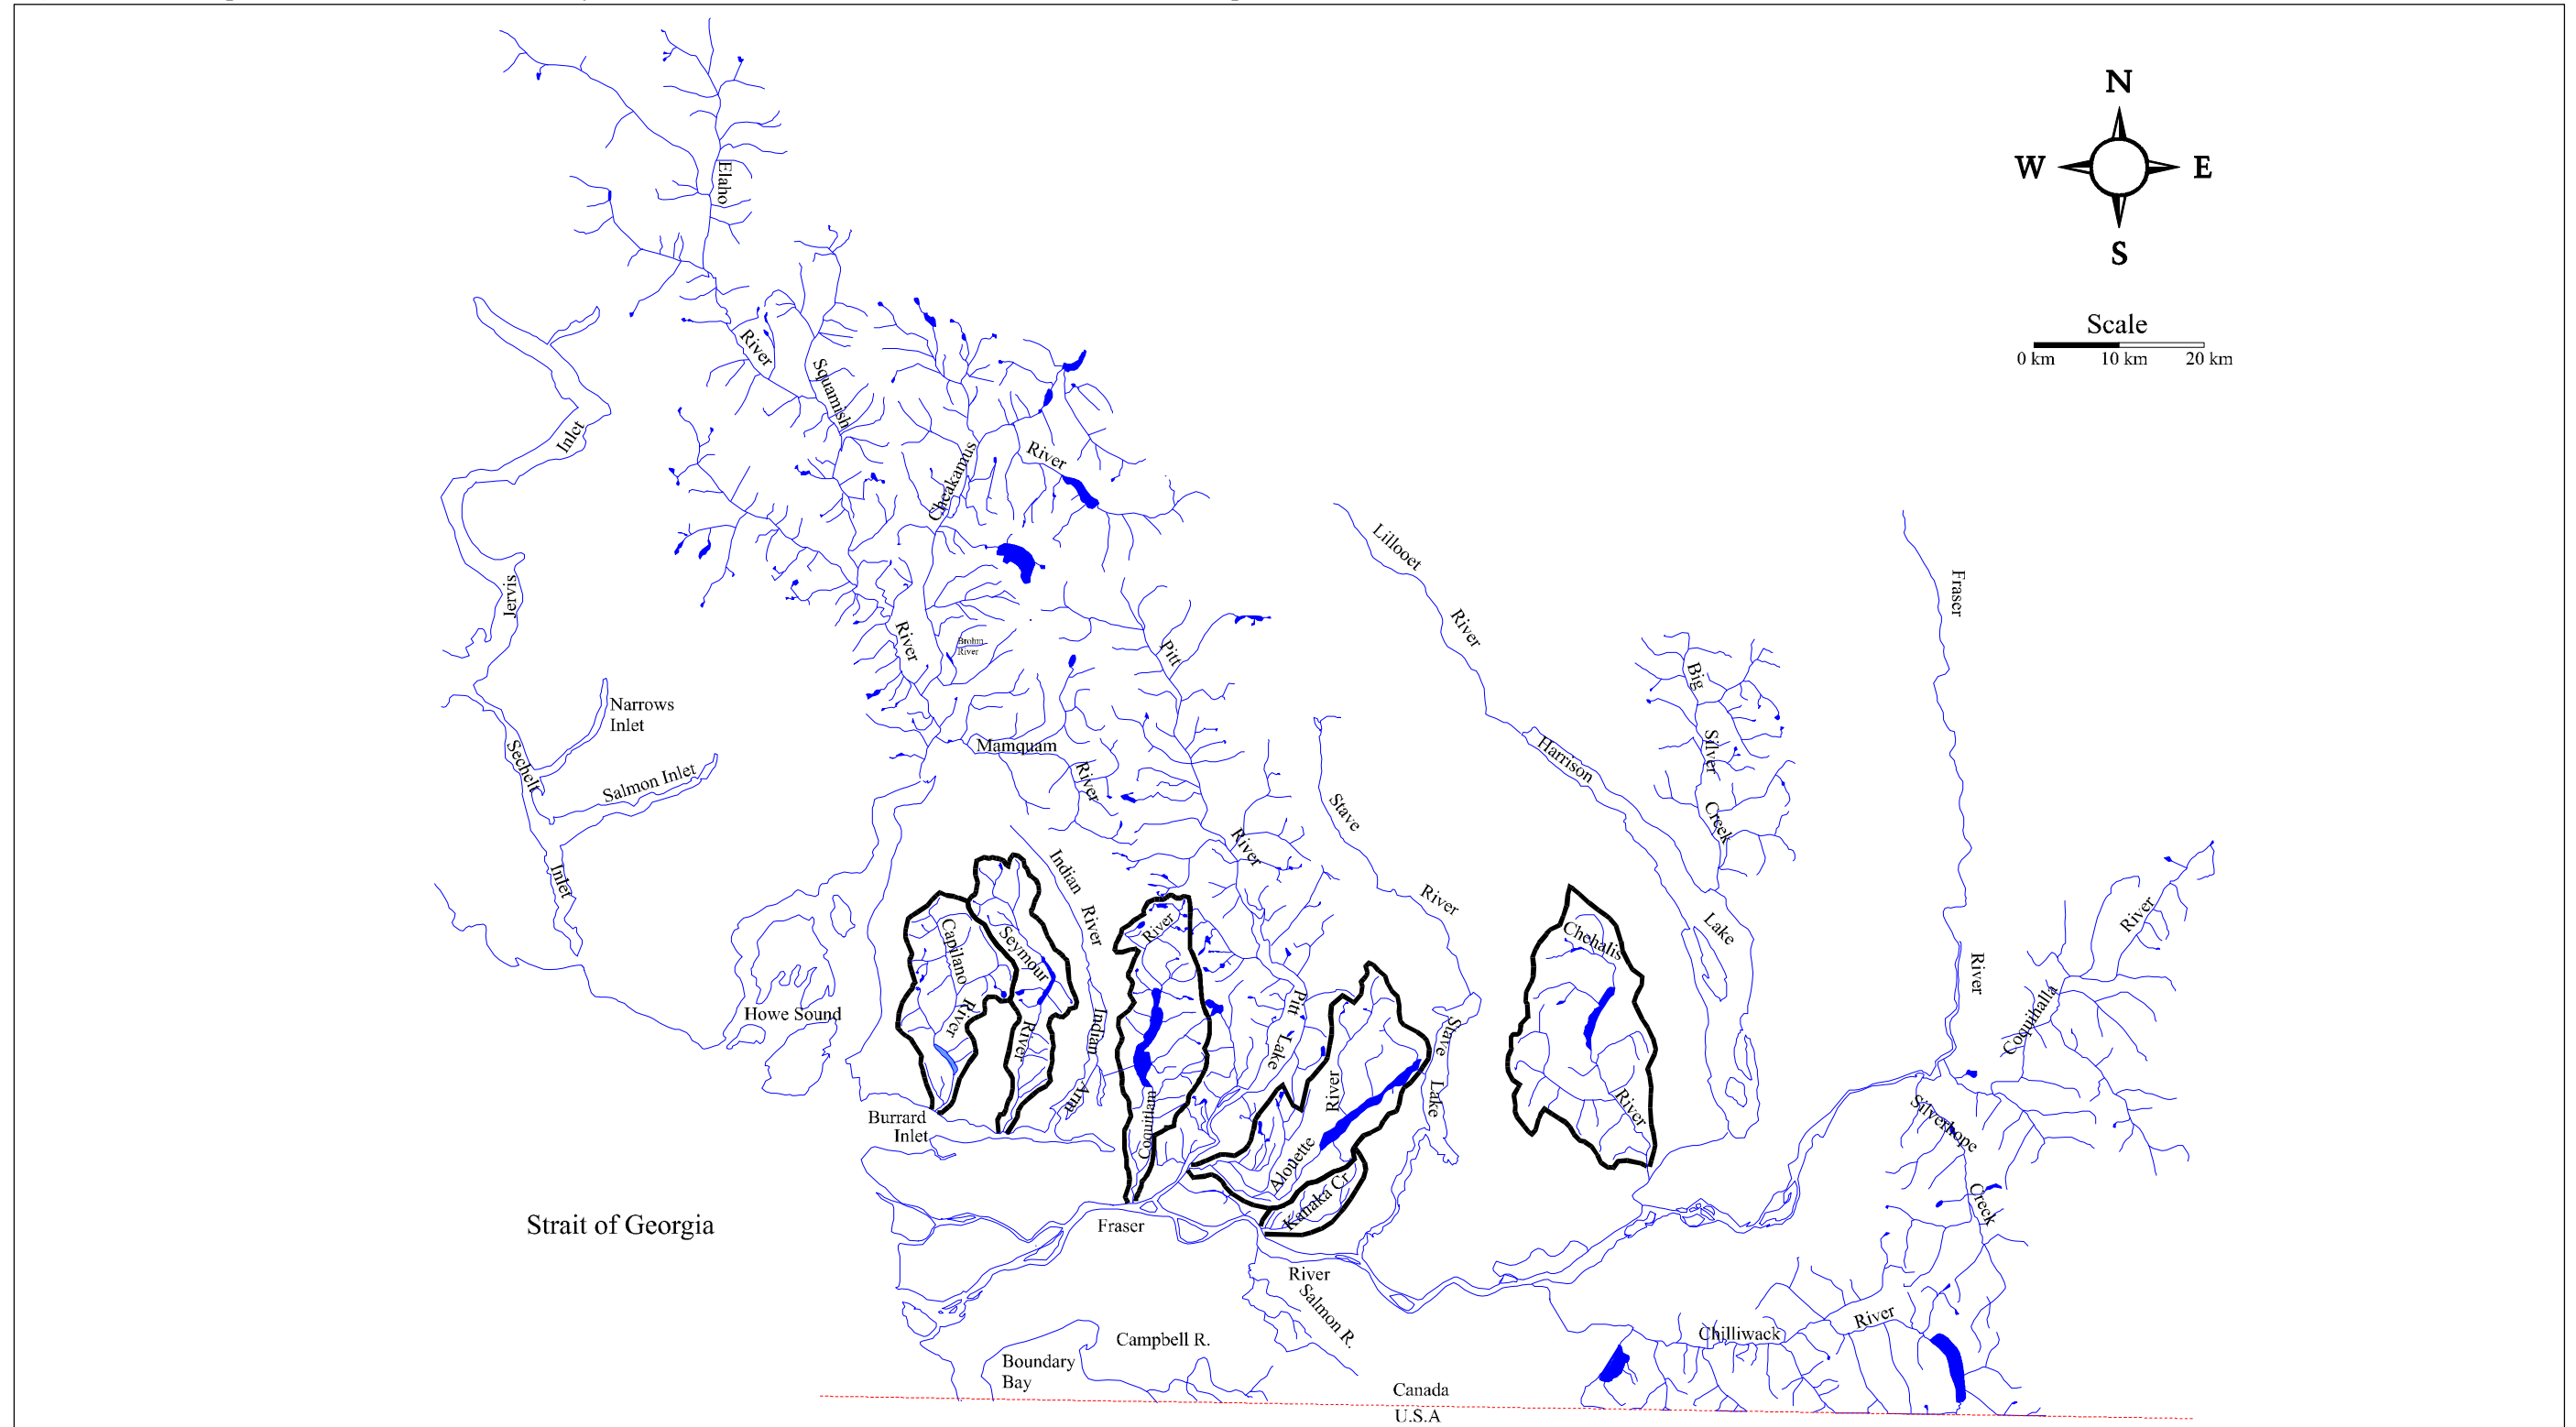 N
W E
S
Scale
0 km 10 km 20 km
Elaho
River
Squamish
Inlet
River
Cheakamus
Lillooet
Fraser
Jervis
River
River
Brohm
River
Pitt
Big
Narrows
Inlet
Mamquam
Silver
Harrison
Sechelt
Salmon Inlet
River
Stave
Creek
River
Indian
Inlet
River
River
River
River
Capilano
Seymour
Chehalis
Lake
River
Howe Sound
River
River
Indian
Pitt
Lake
Stave
Coquihalla
Arm
River
Lake
River
Burrard
Inlet
Coquitlam
Silverhope
Alouette
Kanaka Cr
Creek
Strait of Georgia
Fraser
River
Salmon R.
Campbell R.
Chilliwack
River
Boundary
Bay
Canada
U.S.A